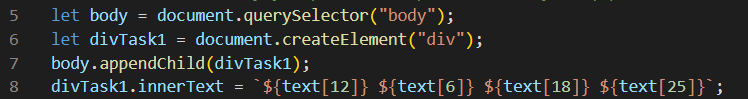 5 let body = document.querySelector("body");
6 let divTask1 = document.createElement("div");
7 body.appendChild(divTask1);
8 divTask1.innerText = `${text[12]} ${text[6]} ${text[18]} ${text[25]}`;